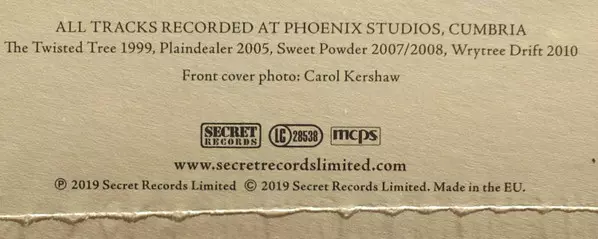 ALL TRACKS RECORDED AT PHOENIX STUDIOS, CUMBRIA
The Twisted Tree 1999, Plaindealer 2005, Sweet Powder 2007/2008, Wrytree Drift 2010
Front cover photo: Carol Kershaw
SECRET RECORDS LC 28538 mcps
www.secretrecordslimited.com
℗ 2019 Secret Records Limited © 2019 Secret Records Limited. Made in the EU.